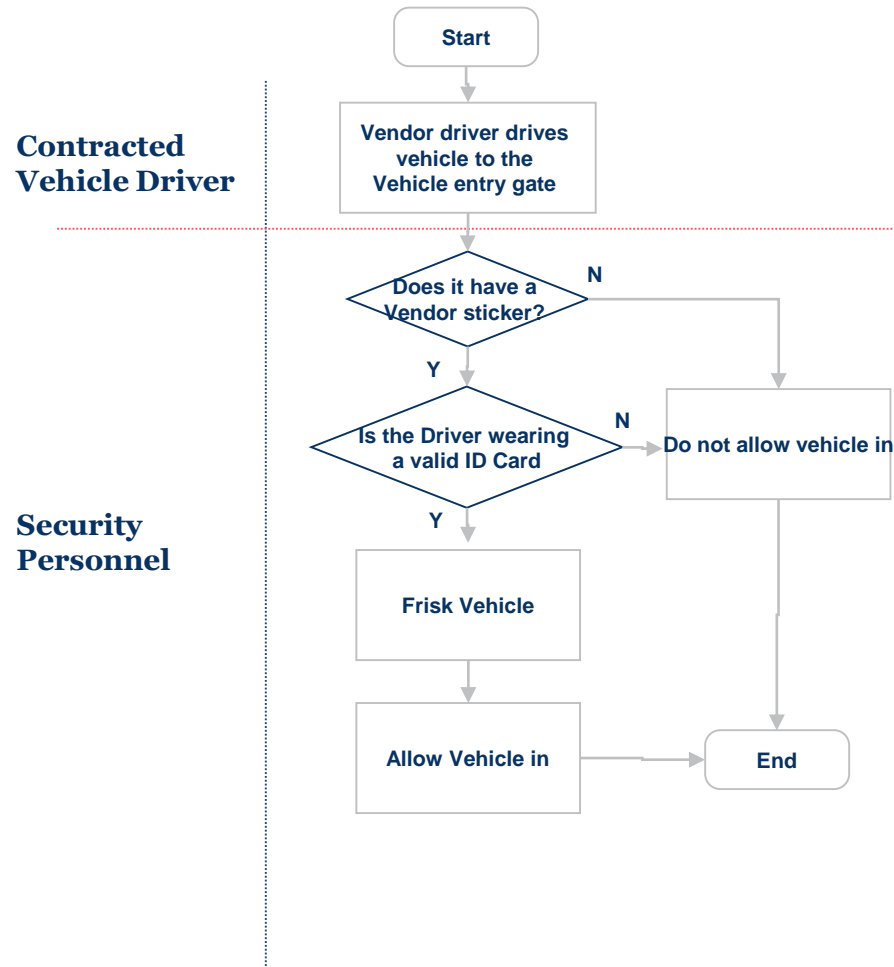 Start
Contracted
Vehicle Driver
Vendor driver drives
vehicle to the
Vehicle entry gate
Does it have a
Vendor sticker?
N
Y
Is the Driver wearing
a valid ID Card
N
Do not allow vehicle in
Y
Security
Personnel
Frisk Vehicle
Allow Vehicle in
End